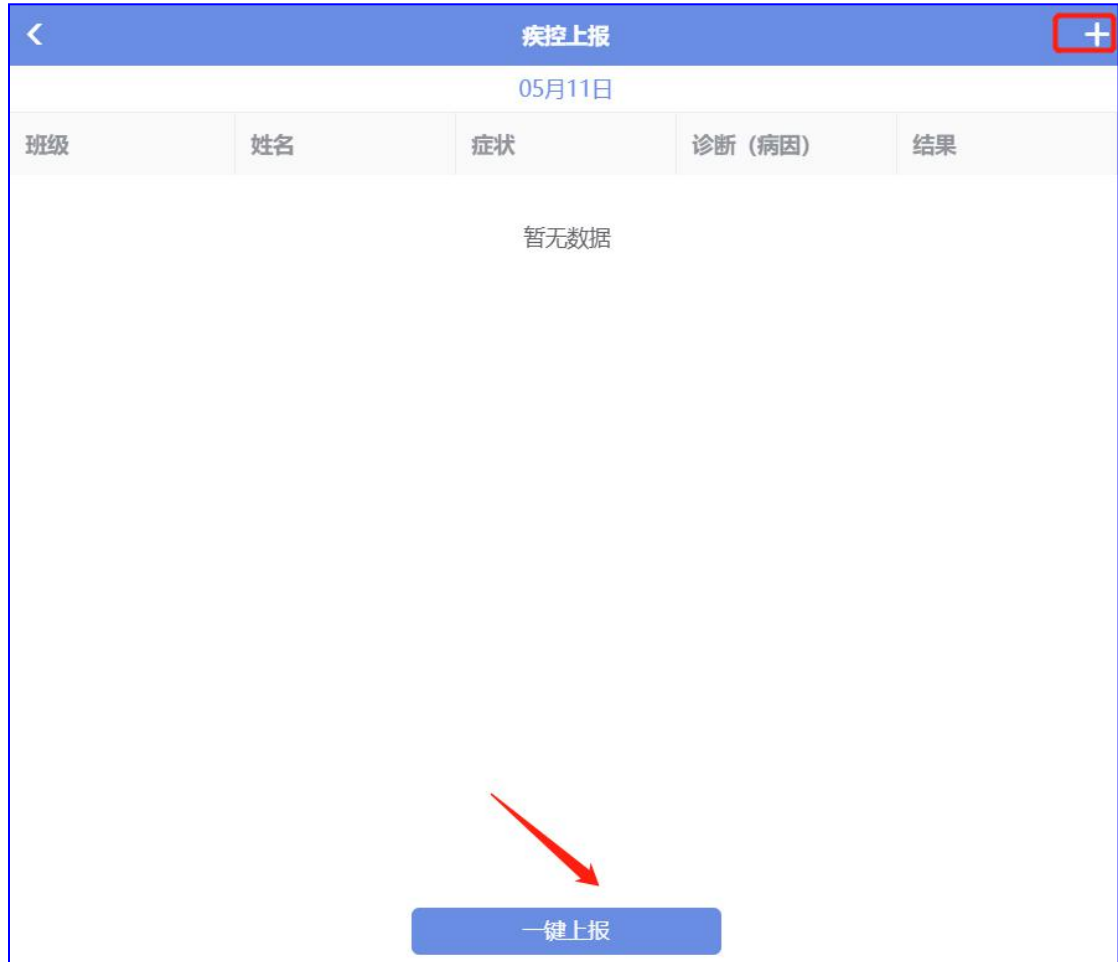 疾控上报
05月11日
班级 姓名 症状 诊断（病因） 结果
暂无数据
一键上报